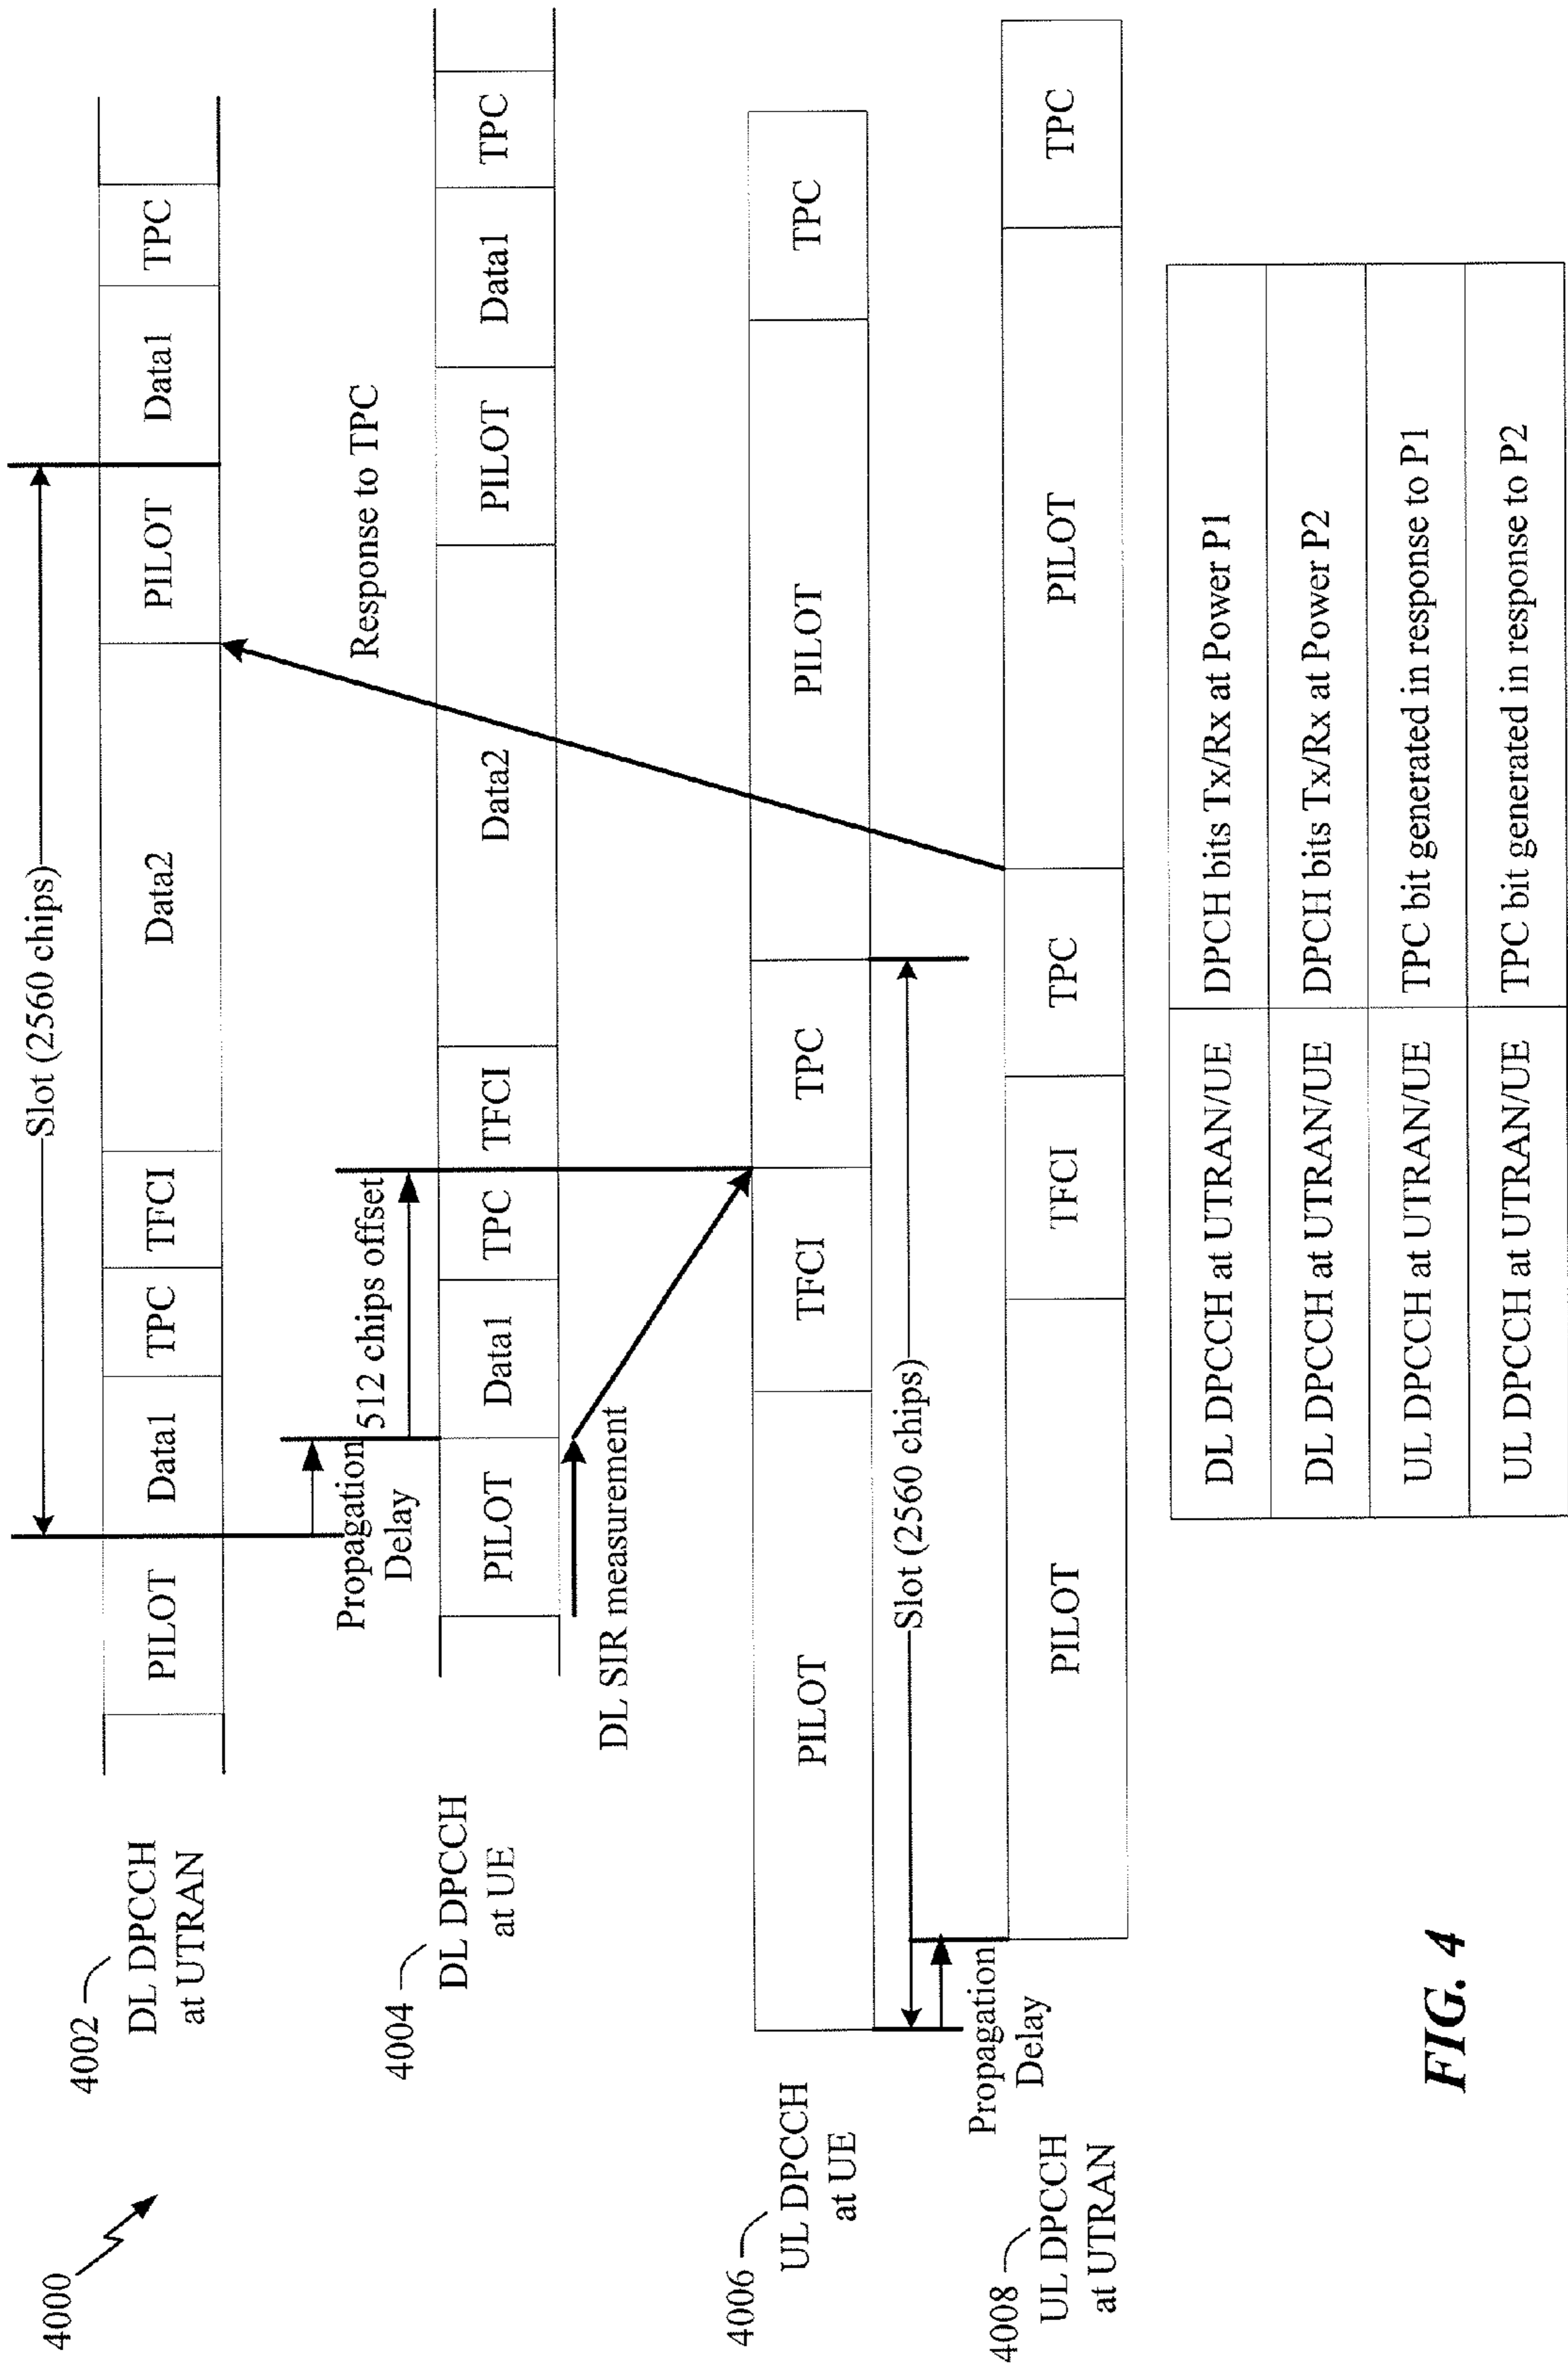 4000
4002
DL DPCCH
at UTRAN
Slot (2560 chips)
PILOT
Data1
TPC
TFCI
Data2
PILOT
Data1
TPC
Propagation
Delay
512 chips offset
Response to TPC
4004
DL DPCCH
at UE
PILOT
Data1
TPC
TFCI
Data2
PILOT
Data1
TPC
DL SIR measurement
4006
UL DPCCH
at UE
PILOT
TFCI
TPC
PILOT
TPC
Slot (2560 chips)
Propagation
Delay
4008
UL DPCCH
at UTRAN
PILOT
TFCI
TPC
PILOT
TPC
DL DPCCH at UTRAN/UE DPCH bits Tx/Rx at Power P1
DL DPCCH at UTRAN/UE DPCH bits Tx/Rx at Power P2
UL DPCCH at UTRAN/UE TPC bit generated in response to P1
UL DPCCH at UTRAN/UE TPC bit generated in response to P2
FIG. 4